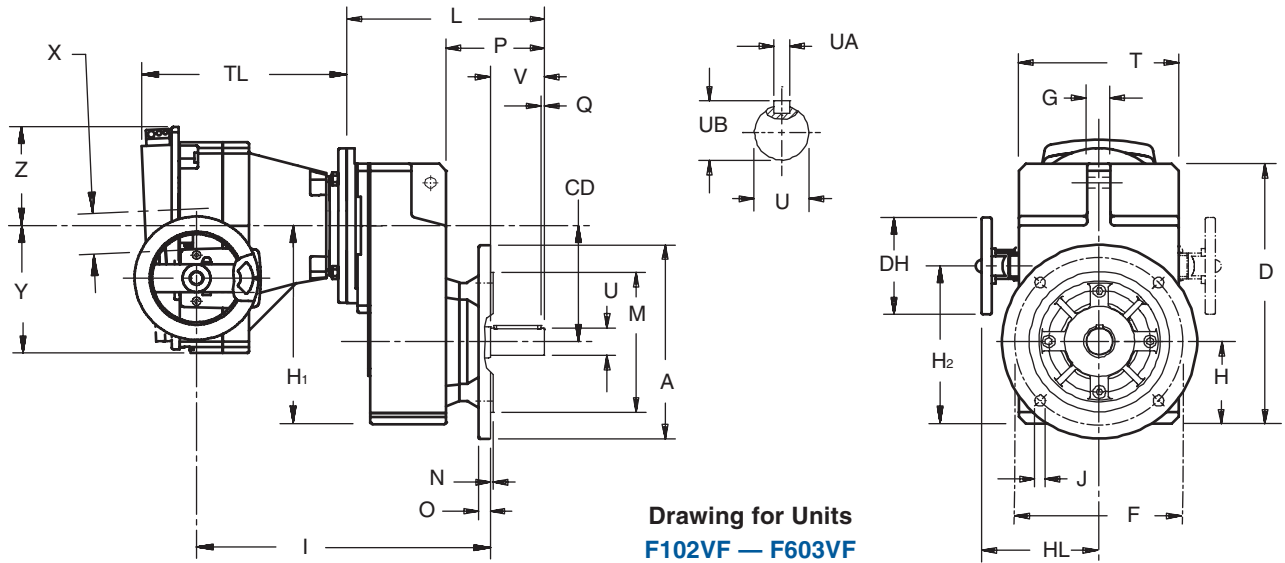 L
X
P
UA
TL
V
T
Q
G
UB
Z
CD
U
DH
Y
U
M
D
H1
A
H2
H
N
J
O
Drawing for Units
F
I
HL
F102VF — F603VF